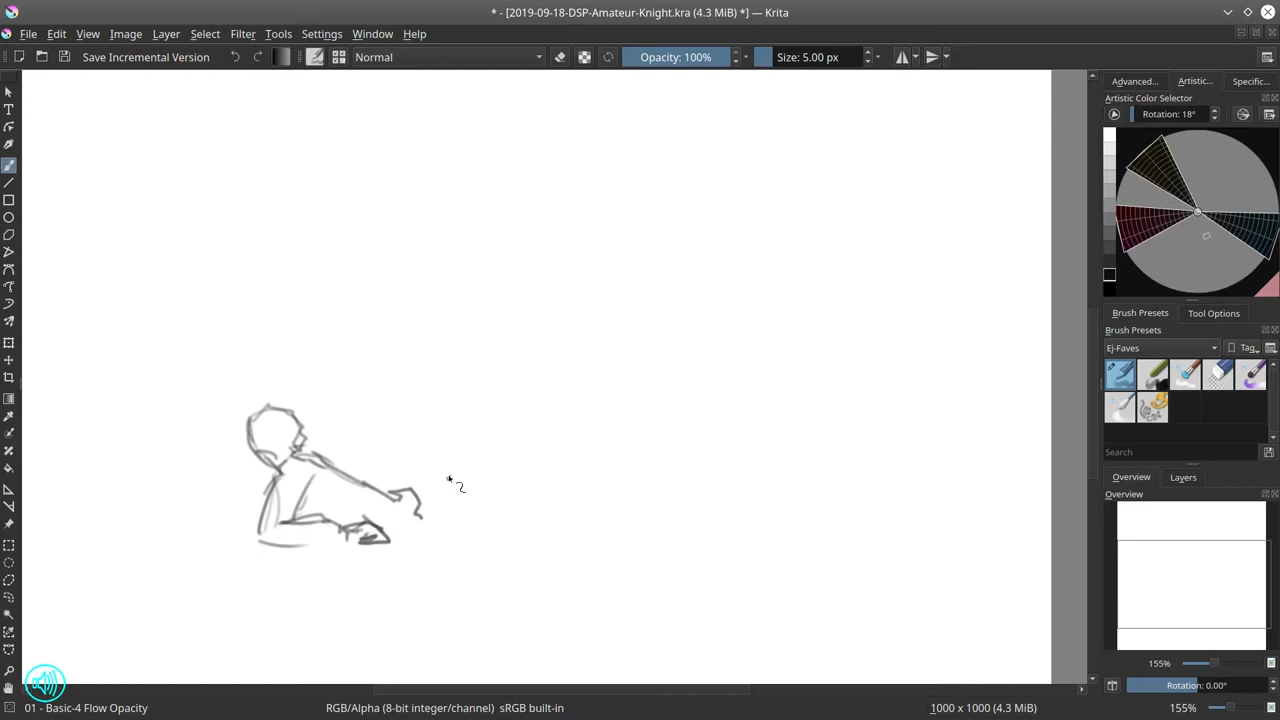 * - [2019-09-18-DSP-Amateur-Knight.kra (4.3 MiB) *] — Krita
File Edit View Image Layer Select Filter Tools Settings Window Help
Save Incremental Version Normal Opacity: 100% Size: 5.00 px
Advanced... Artistic... Specific...
Artistic Color Selector
Rotation: 18°
Brush Presets Tool Options
Brush Presets
Ej-Faves Tag
Search
Overview Layers
Overview
155%
Rotation: 0.00°
01 - Basic-4 Flow Opacity RGB/Alpha (8-bit integer/channel) sRGB built-in 1000 x 1000 (4.3 MiB) 155%